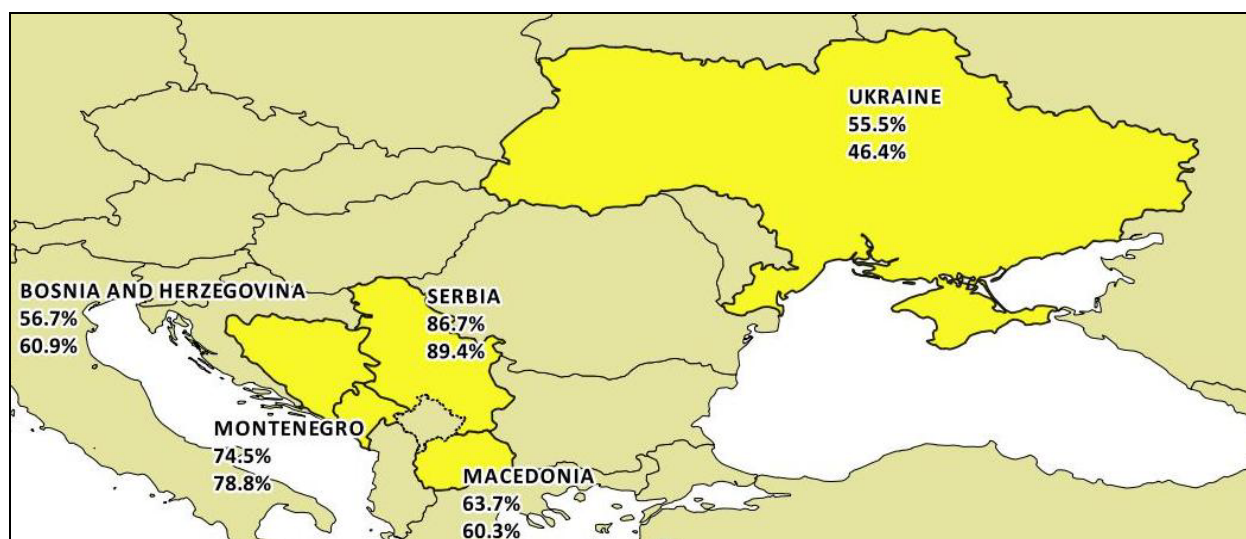 UKRAINE
55.5%
46.4%
BOSNIA AND HERZEGOVINA
56.7%
60.9%
SERBIA
86.7%
89.4%
MONTENEGRO
74.5%
78.8%
MACEDONIA
63.7%
60.3%